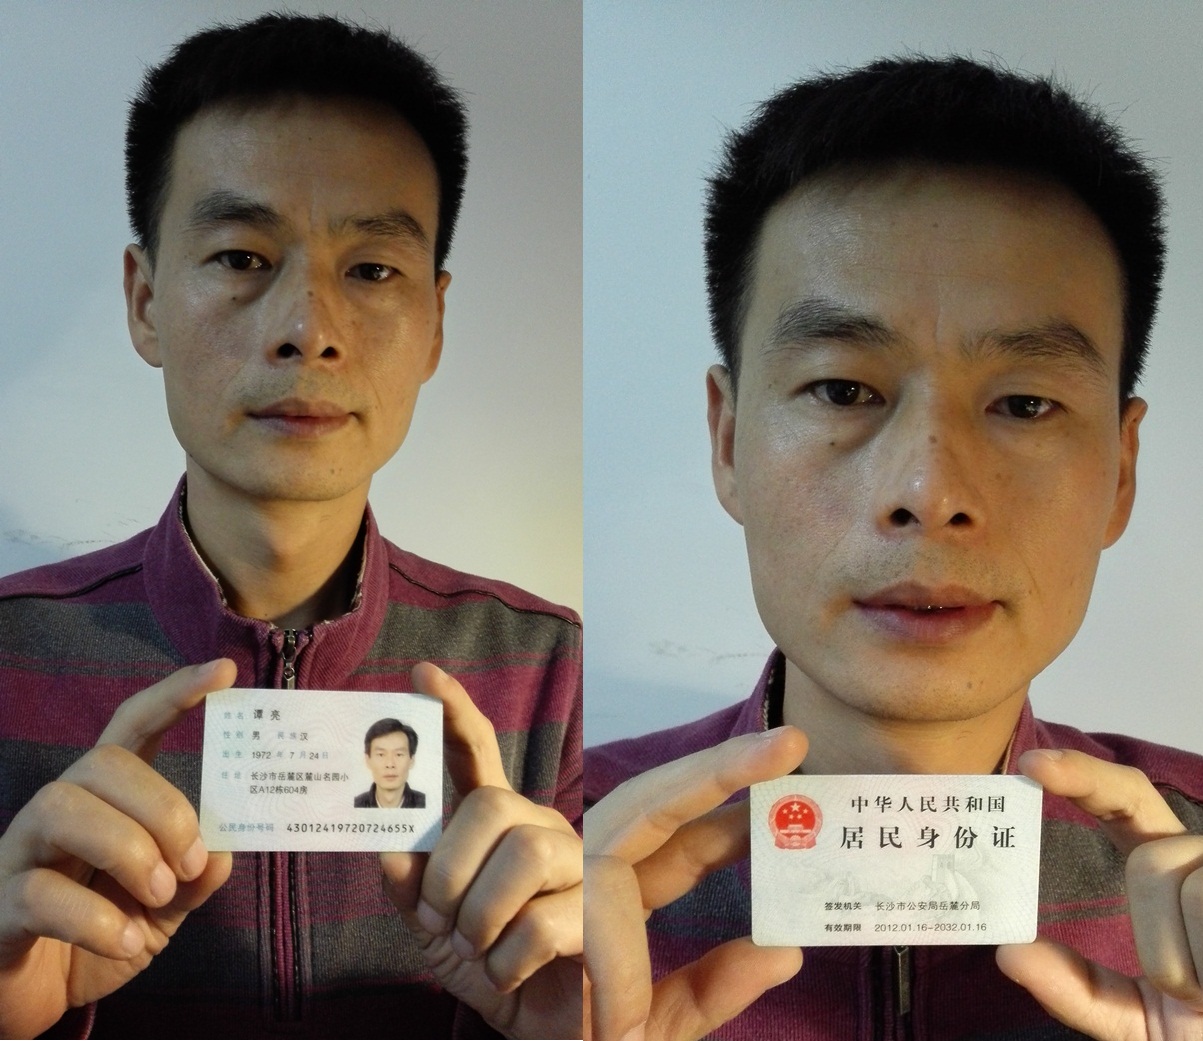 姓名 谭亮
性别 男 民族 汉
出生 1972 年 7 月 24 日
住址 长沙市岳麓区麓山名园小
区A12栋604房
公民身份号码 43012419720724655X
中华人民共和国
居民身份证
签发机关 长沙市公安局岳麓分局
有效期限 2012.01.16-2032.01.16